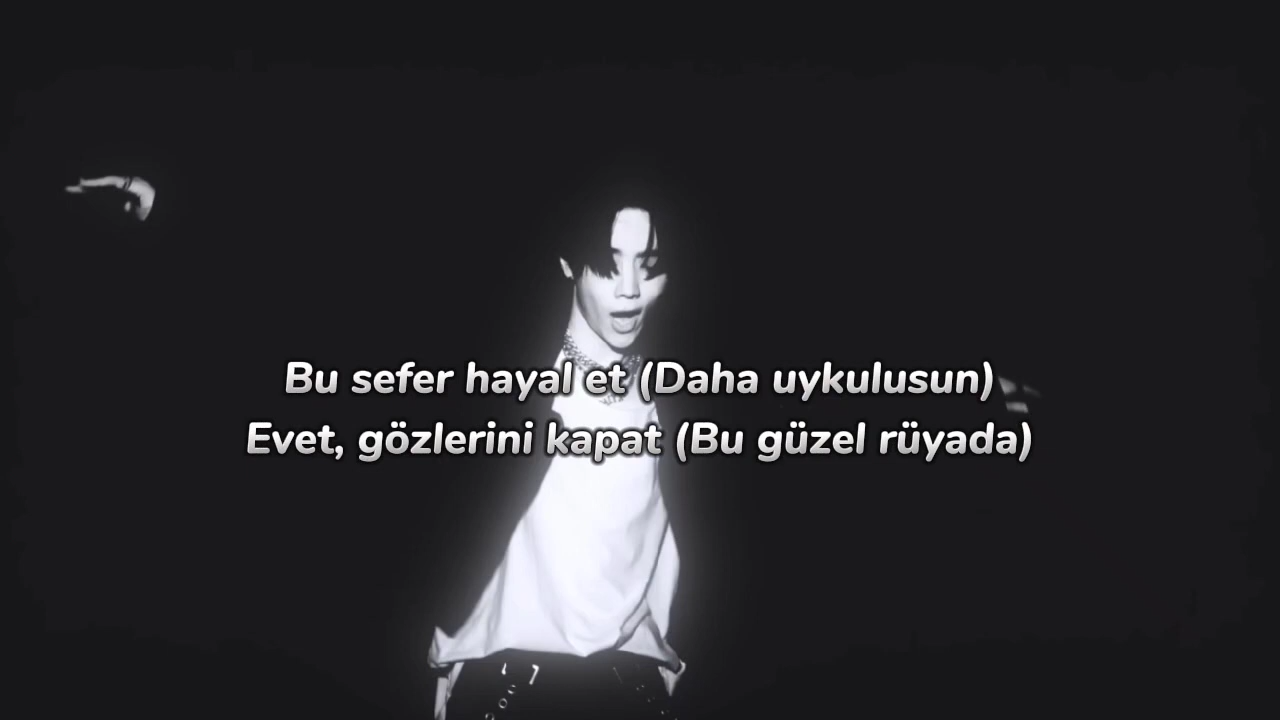 Bu sefer hayal et (Daha uykulusun)
Evet, gözlerini kapat (Bu güzel rüyada)